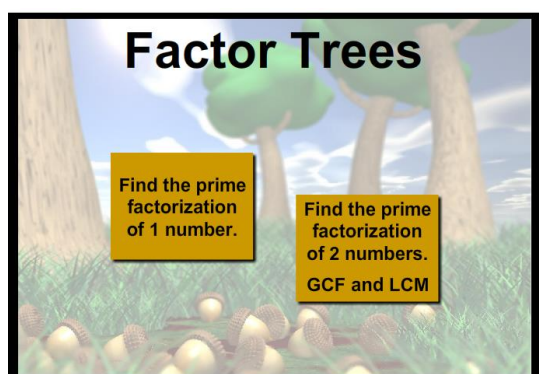 Factor Trees
Find the prime
factorization
of 1 number.
Find the prime
factorization
of 2 numbers.
GCF and LCM